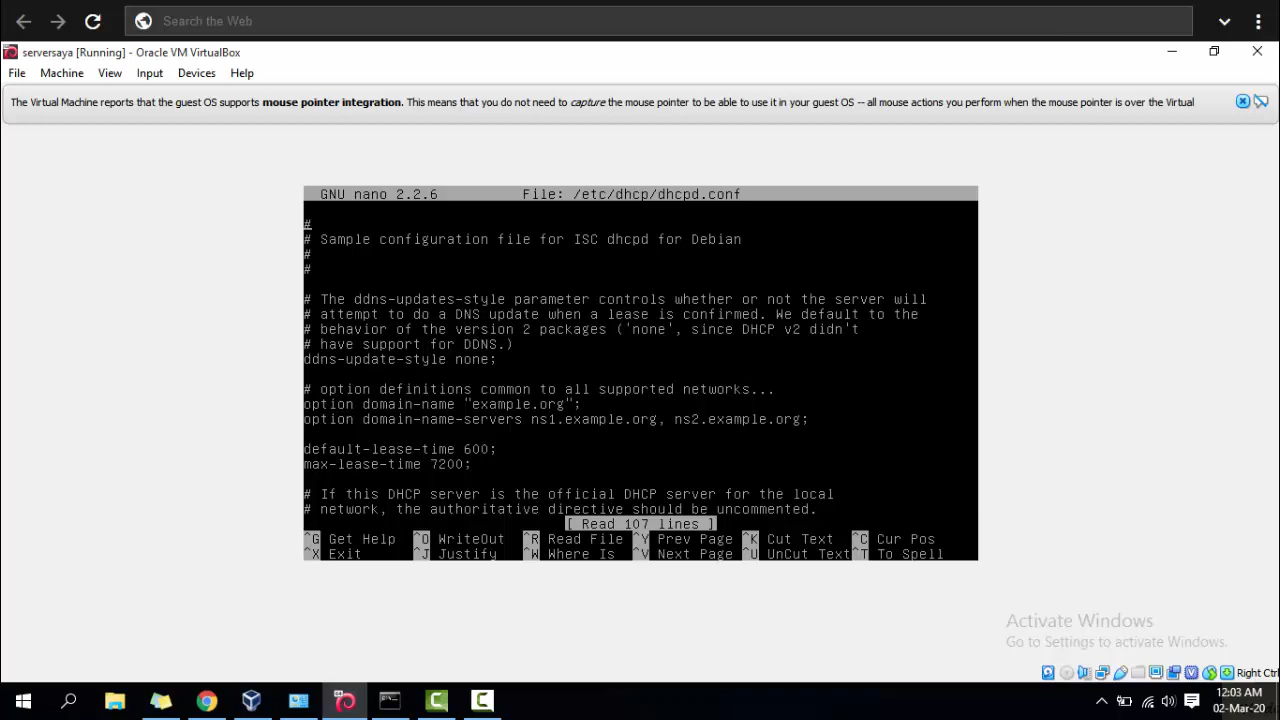 Search the Web
serversaya [Running] - Oracle VM VirtualBox
File Machine View Input Devices Help
The Virtual Machine reports that the guest OS supports mouse pointer integration. This means that you do not need to capture the mouse pointer to be able to use it in your guest OS -- all mouse actions you perform when the mouse pointer is over the Virtual
GNU nano 2.2.6 File: /etc/dhcp/dhcpd.conf
#
# Sample configuration file for ISC dhcpd for Debian
#
#
# The ddns-updates-style parameter controls whether or not the server will
# attempt to do a DNS update when a lease is confirmed. We default to the
# behavior of the version 2 packages ('none', since DHCP v2 didn't
# have support for DDNS.)
ddns-update-style none;
# option definitions common to all supported networks...
option domain-name "example.org";
option domain-name-servers ns1.example.org, ns2.example.org;
default-lease-time 600;
max-lease-time 7200;
# If this DHCP server is the official DHCP server for the local
# network, the authoritative directive should be uncommented.
[ Read 107 lines ]
^G Get Help ^O WriteOut ^R Read File ^Y Prev Page ^K Cut Text ^C Cur Pos
^X Exit ^J Justify ^W Where Is ^V Next Page ^U UnCut Text ^T To Spell
Activate Windows
Go to Settings to activate Windows.
Right Ctrl
12:03 AM
02-Mar-20